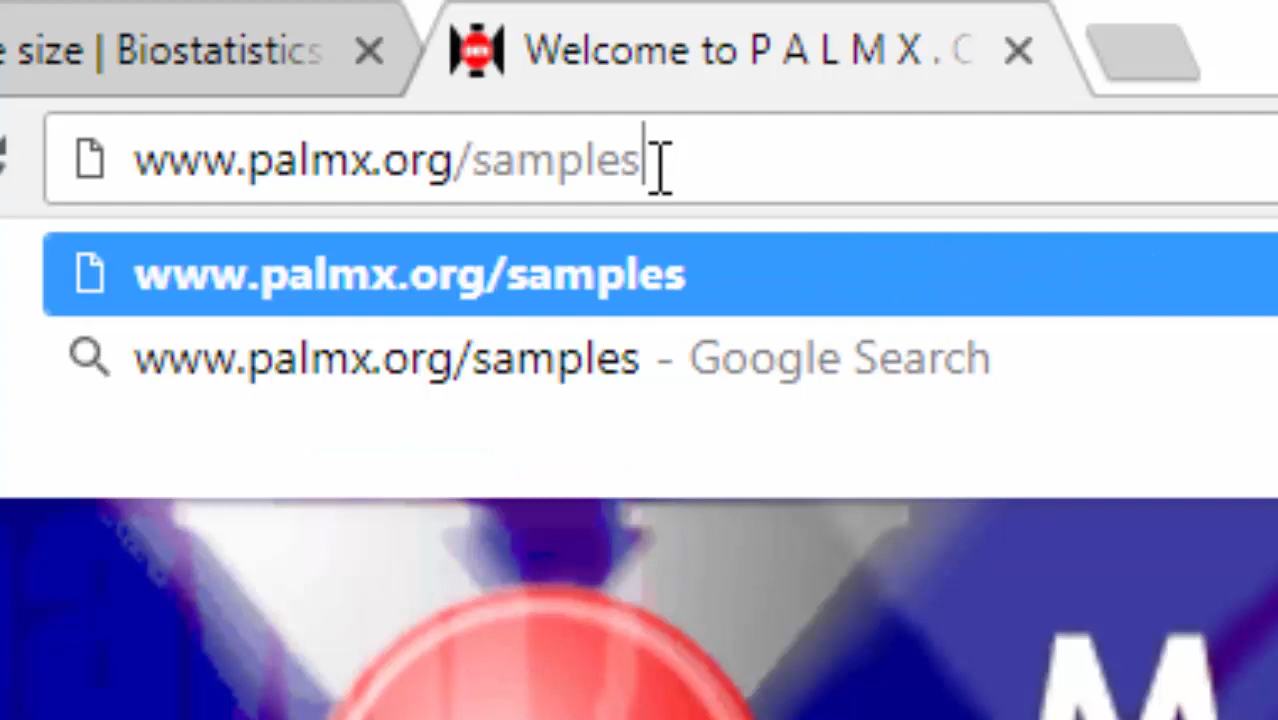 e size | Biostatistics
Welcome to P A L M X .
www.palmx.org/samples
www.palmx.org/samples
www.palmx.org/samples - Google Search
M